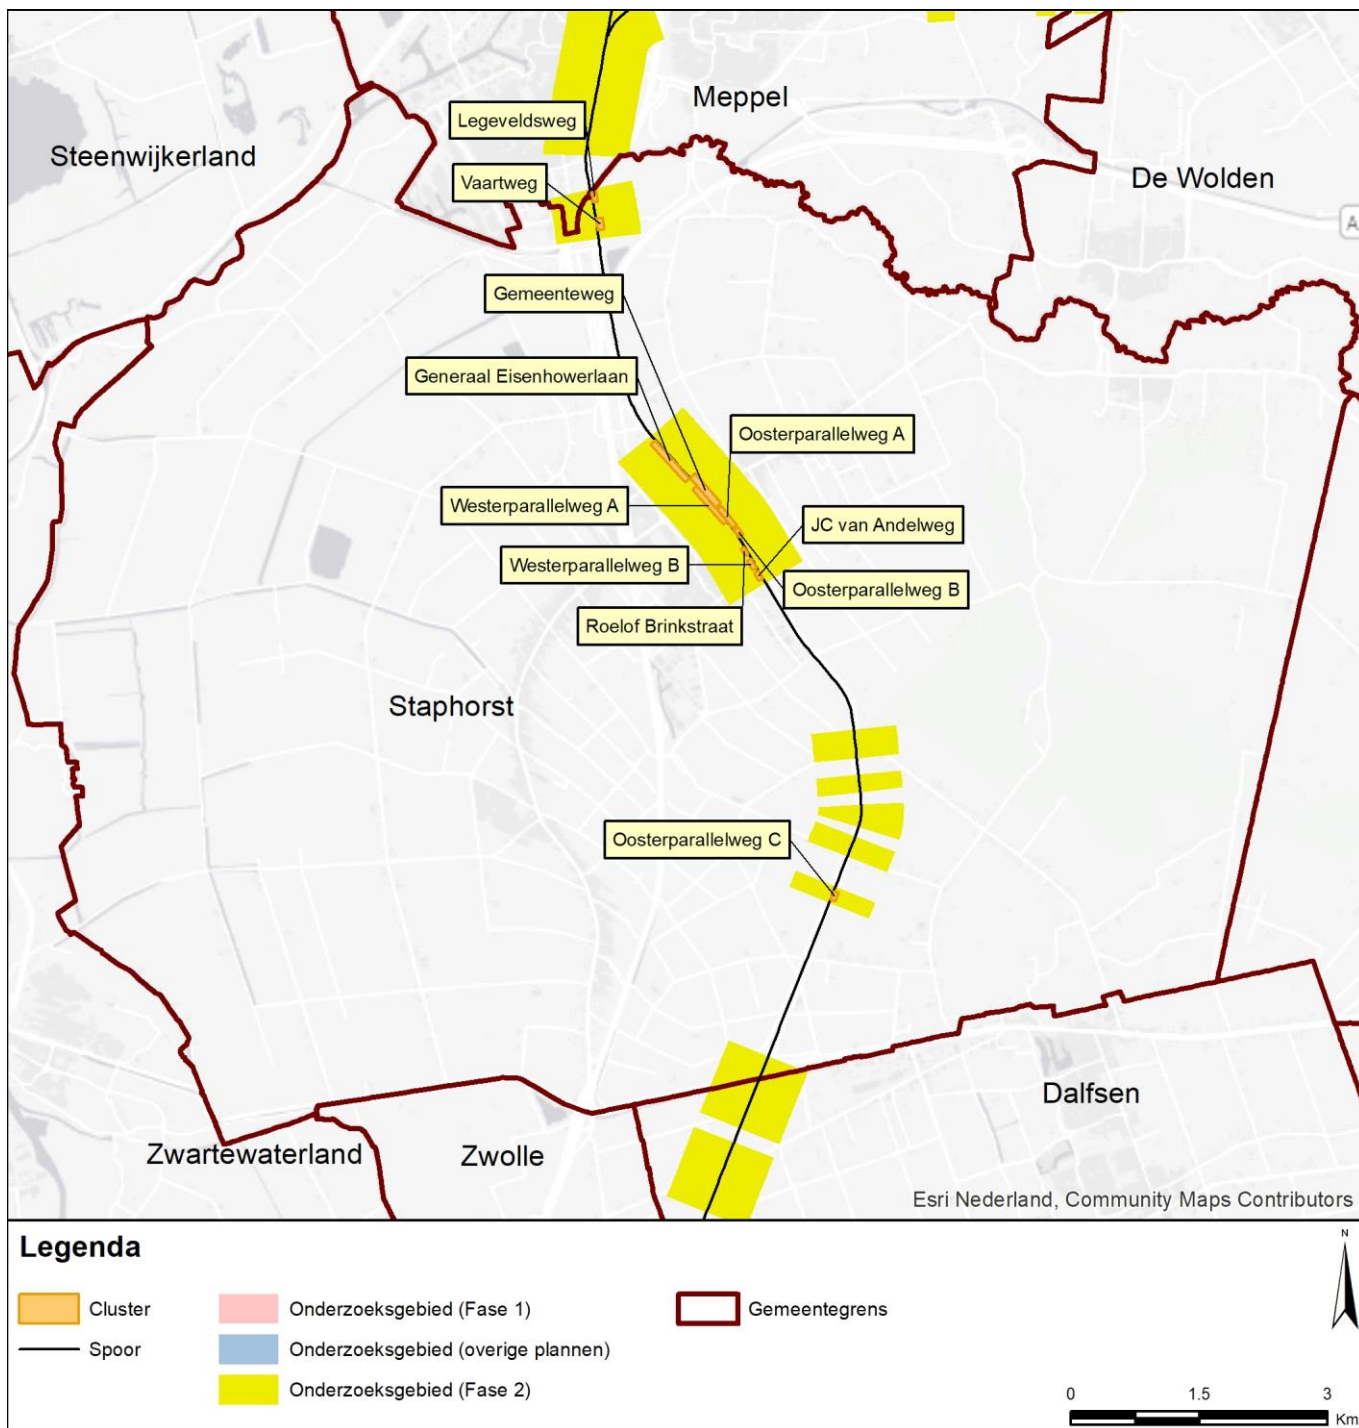 Meppel
Legeveldsweg
Steenwijkerland
De Wolden
Vaartweg
A
Gemeenteweg
Generaal Eisenhowerlaan
Oosterparallelweg A
Westerparallelweg A
JC van Andelweg
Westerparallelweg B
Oosterparallelweg B
Roelof Brinkstraat
Staphorst
Oosterparallelweg C
Dalfsen
Zwartewaterland
Zwolle
Esri Nederland, Community Maps Contributors
Legenda
N
Cluster
Onderzoeksgebied (Fase 1)
Gemeentegrens
Spoor
Onderzoeksgebied (overige plannen)
Onderzoeksgebied (Fase 2)
0 1.5 3
Km